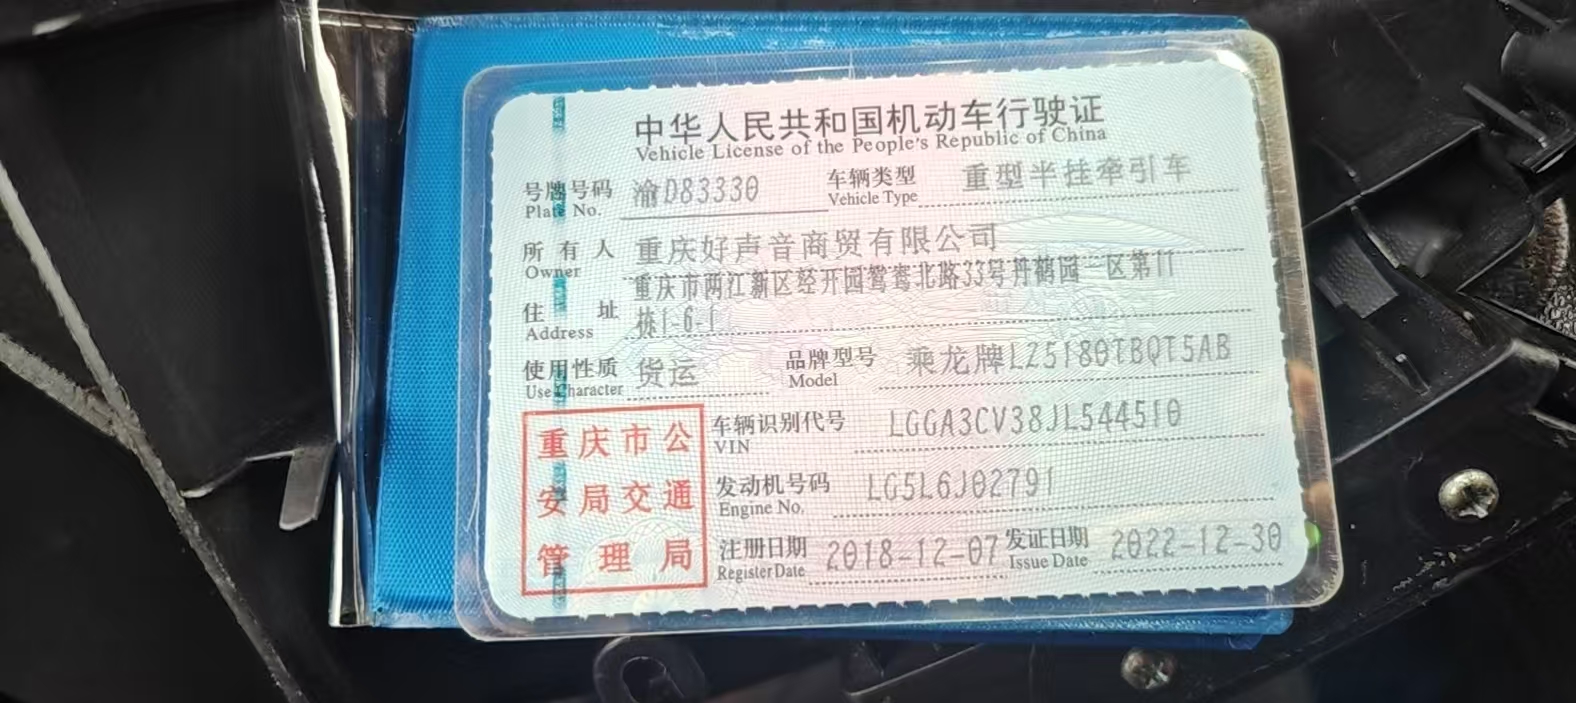 中华人民共和国机动车行驶证
Vehicle License of the People's Republic of China
号牌号码 渝D83330 车辆类型 重型半挂牵引车
Plate No. Vehicle Type
所有人 重庆好声音商贸有限公司
Owner
重庆市两江新区经开园鸳鸯北路33号丹鹤园一区第11
住址 栋1-6-1
Address
使用性质 货运 品牌型号 乘龙牌LZ5180TBQT5AB
Use Character Model
重庆市公 车辆识别代号 LGGA3CV38JL544510
VIN
安局交通 发动机号码 LG5L6J02791
Engine No.
管理局 注册日期 2018-12-07 发证日期 2022-12-30
Register Date Issue Date